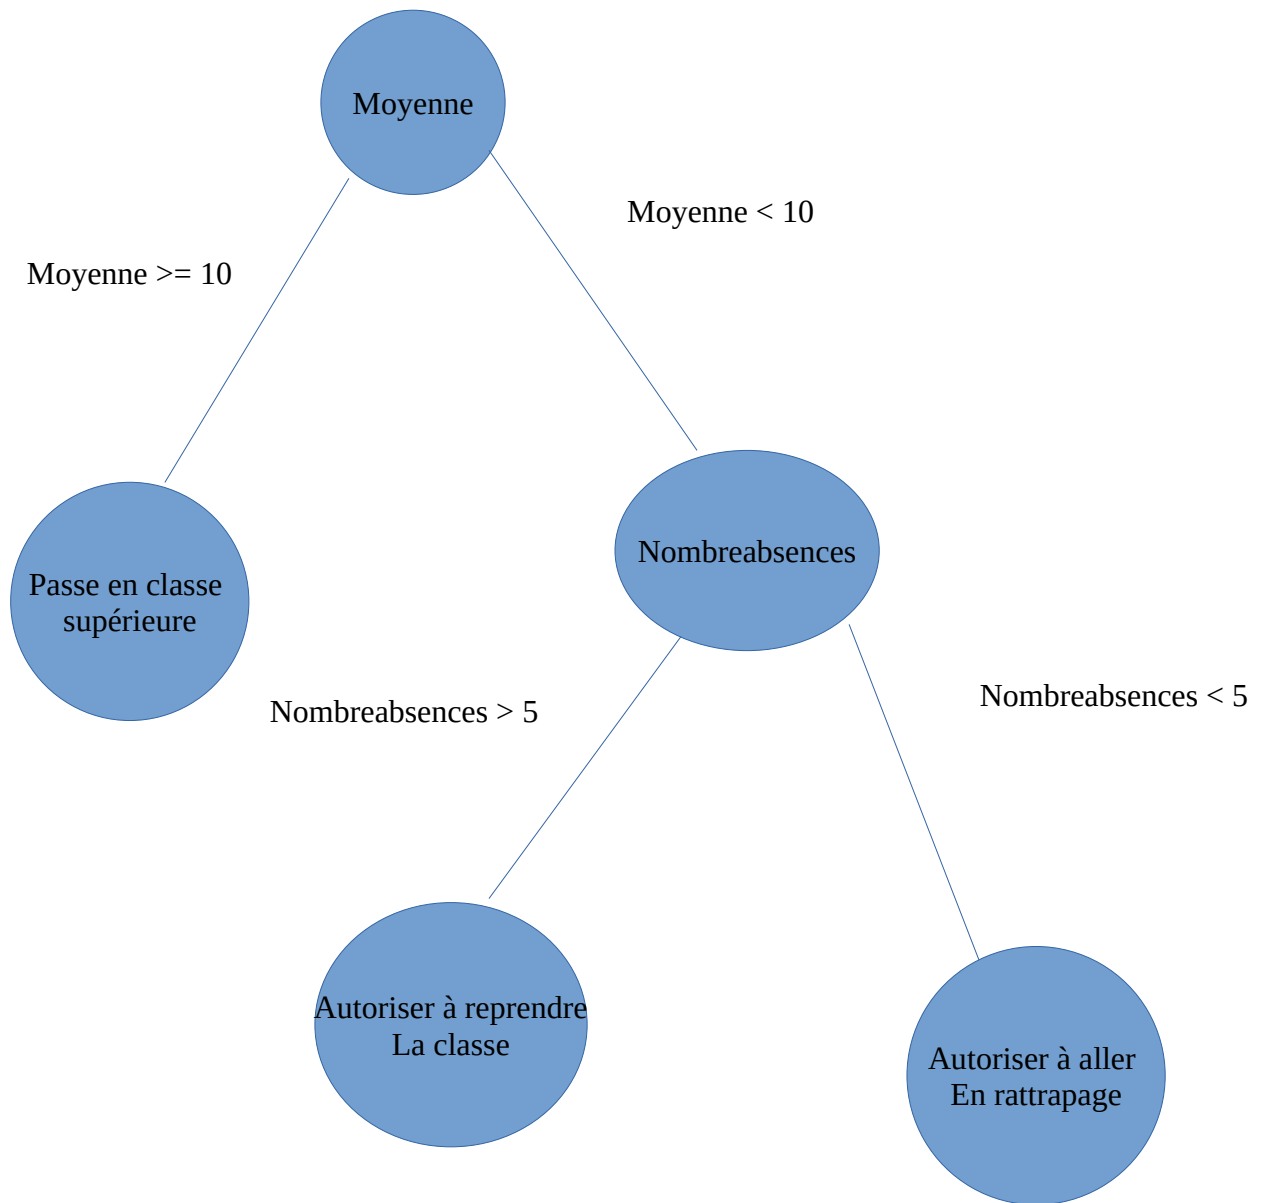 Moyenne
Moyenne < 10
Moyenne >= 10
Nombreabsences
Passe en classe
supérieure
Nombreabsences < 5
Nombreabsences > 5
Autoriser à reprendre
La classe
Autoriser à aller
En rattrapage